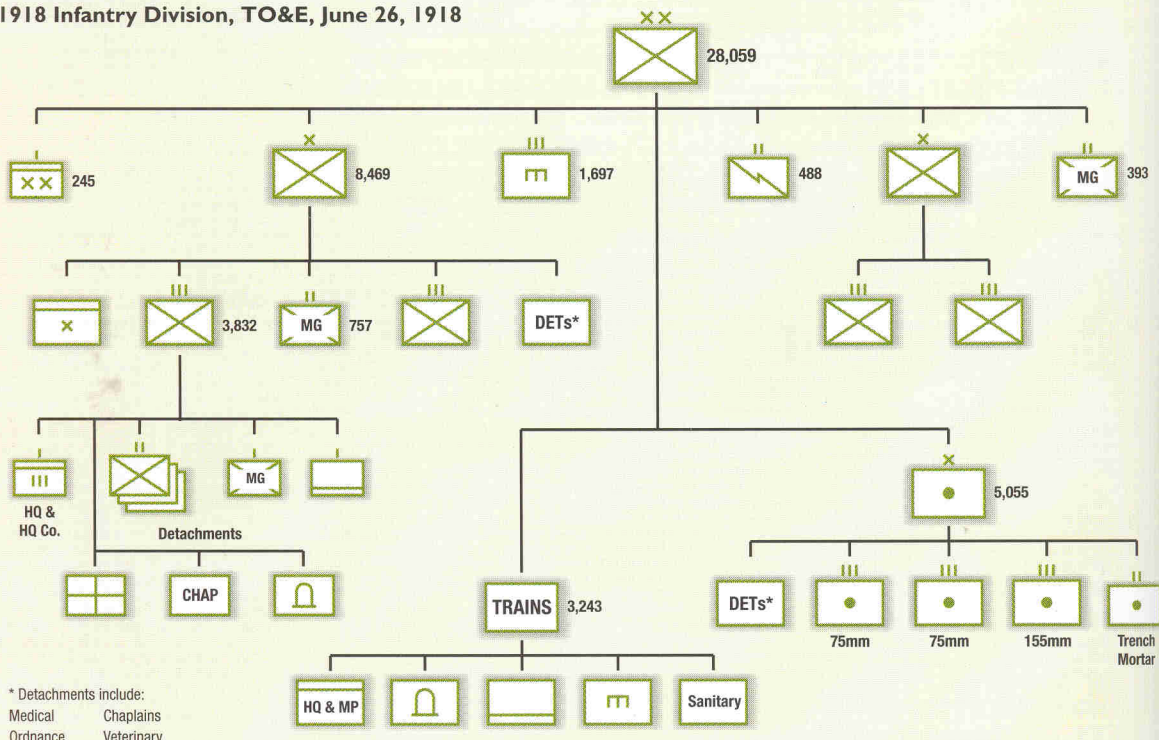 1918 Infantry Division, TO&E, June 26, 1918
28,059
245
8,469
1,697
488
MG
393
3,832
MG
757
DETs*
MG
HQ &
HQ Co.
Detachments
5,055
CHAP
TRAINS
3,243
DETs*
75mm
75mm
155mm
Trench
Mortar
HQ & MP
Sanitary
* Detachments include:
Medical Chaplains
Ordnance Veterinary